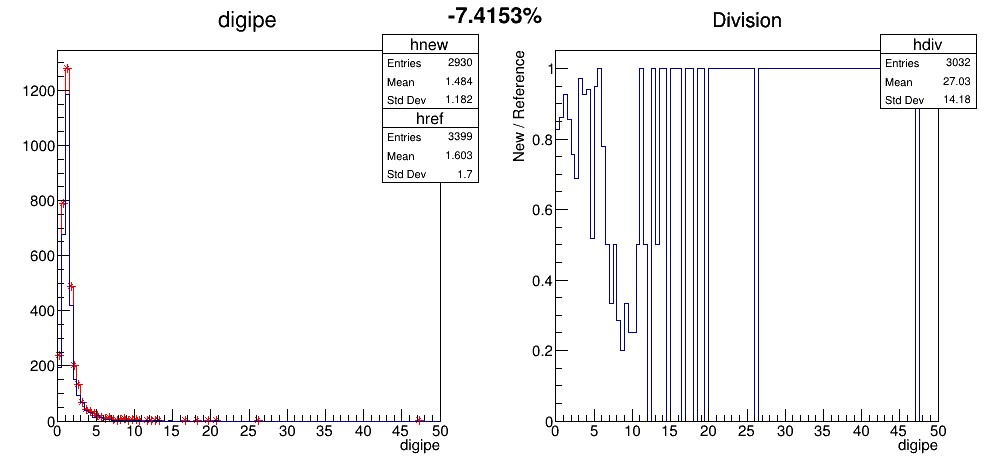 -7.4153%
digipe
hnew
Entries 2930
Mean 1.484
Std Dev 1.182
href
Entries 3399
Mean 1.603
Std Dev 1.7
1200
1000
800
600
400
200
0
0 5 10 15 20 25 30 35 40 45 50
digipe
Division
hdiv
Entries 3032
Mean 27.03
Std Dev 14.18
New / Reference
1
0.8
0.6
0.4
0.2
0 5 10 15 20 25 30 35 40 45 50
digipe